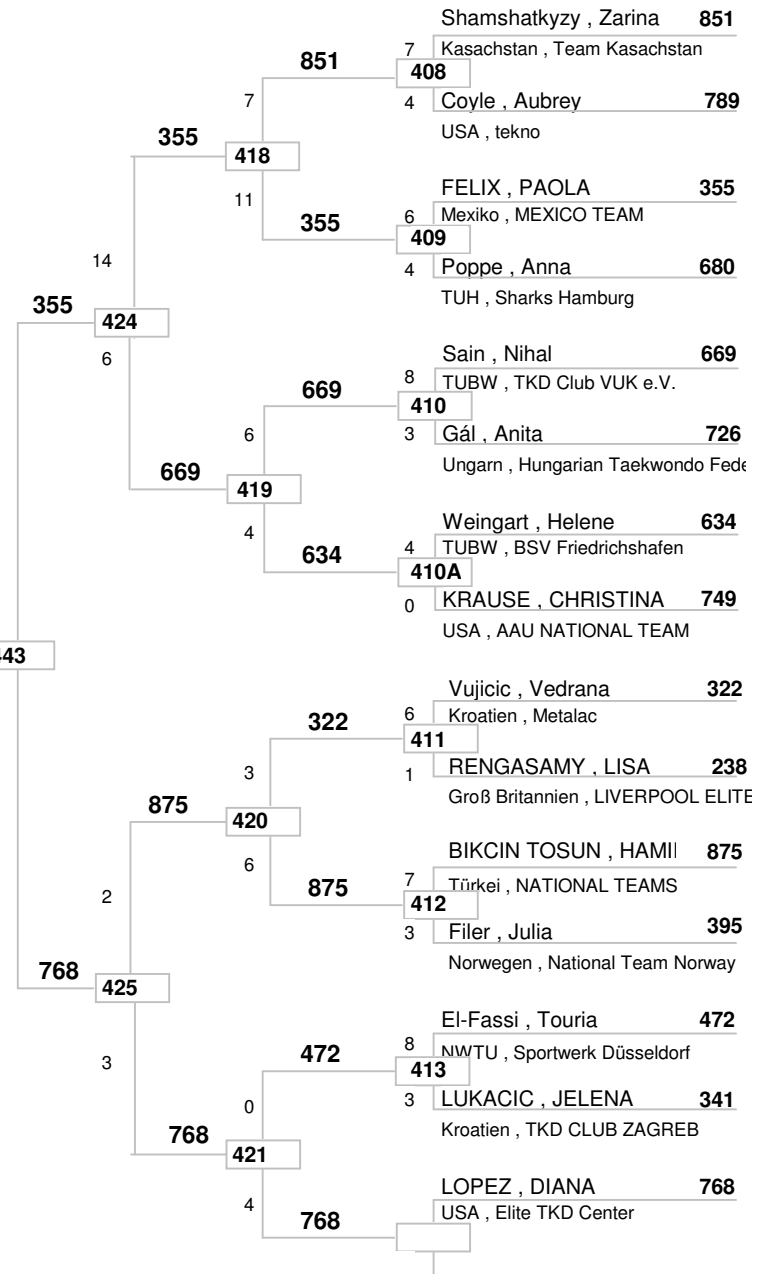 Shamshatkyzy , Zarina 851
7 Kasachstan , Team Kasachstan
851
408
7
4 Coyle , Aubrey 789
USA , tekno
355
418
FELIX , PAOLA 355
11
6 Mexiko , MEXICO TEAM
355
409
14
4 Poppe , Anna 680
TUH , Sharks Hamburg
355
424
6
Sain , Nihal 669
8 TUBW , TKD Club VUK e.V.
669
410
6
3 Gál , Anita 726
Ungarn , Hungarian Taekwondo Fede
669
419
Weingart , Helene 634
4
4 TUBW , BSV Friedrichshafen
634
410A
0 KRAUSE , CHRISTINA 749
USA , AAU NATIONAL TEAM
443
Vujicic , Vedrana 322
6 Kroatien , Metalac
322
411
3
1 RENGASAMY , LISA 238
Groß Britannien , LIVERPOOL ELITE
875
420
BIKCIN TOSUN , HAMI 875
6
7 Türkei , NATIONAL TEAMS
875
412
2
3 Filer , Julia 395
Norwegen , National Team Norway
768
425
El-Fassi , Touria 472
8 NWTU , Sportwerk Düsseldorf
472
413
3
0
3 LUKACIC , JELENA 341
Kroatien , TKD CLUB ZAGREB
768
421
LOPEZ , DIANA 768
4
USA , Elite TKD Center
768